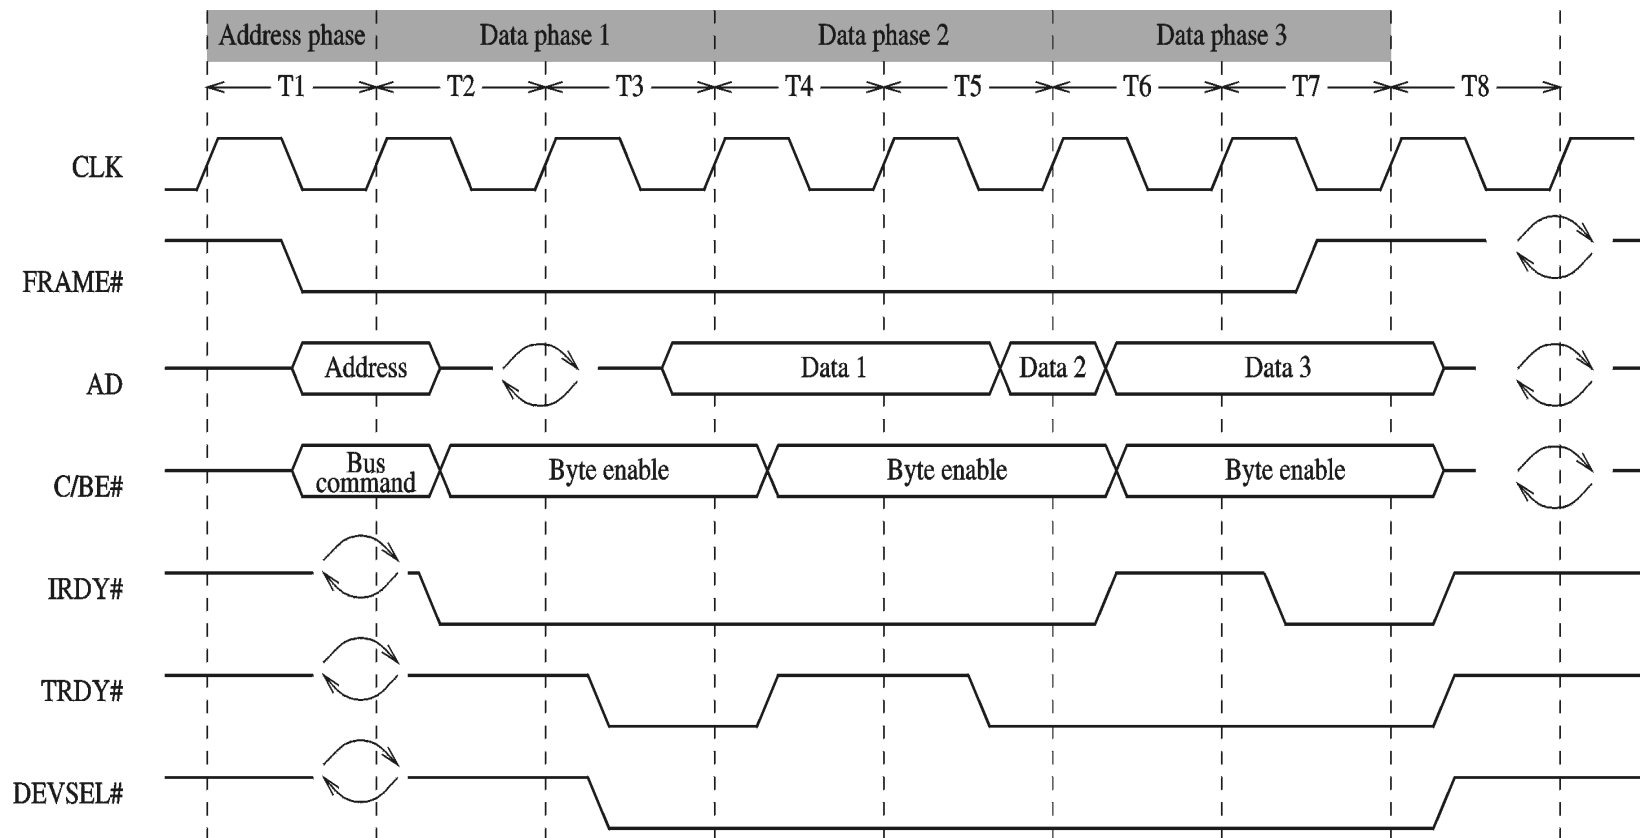 Address phase Data phase 1 Data phase 2 Data phase 3
T1 T2 T3 T4 T5 T6 T7 T8
CLK
FRAME#
AD Address Data 1 Data 2 Data 3
C/BE# Bus command Byte enable Byte enable Byte enable
IRDY#
TRDY#
DEVSEL#